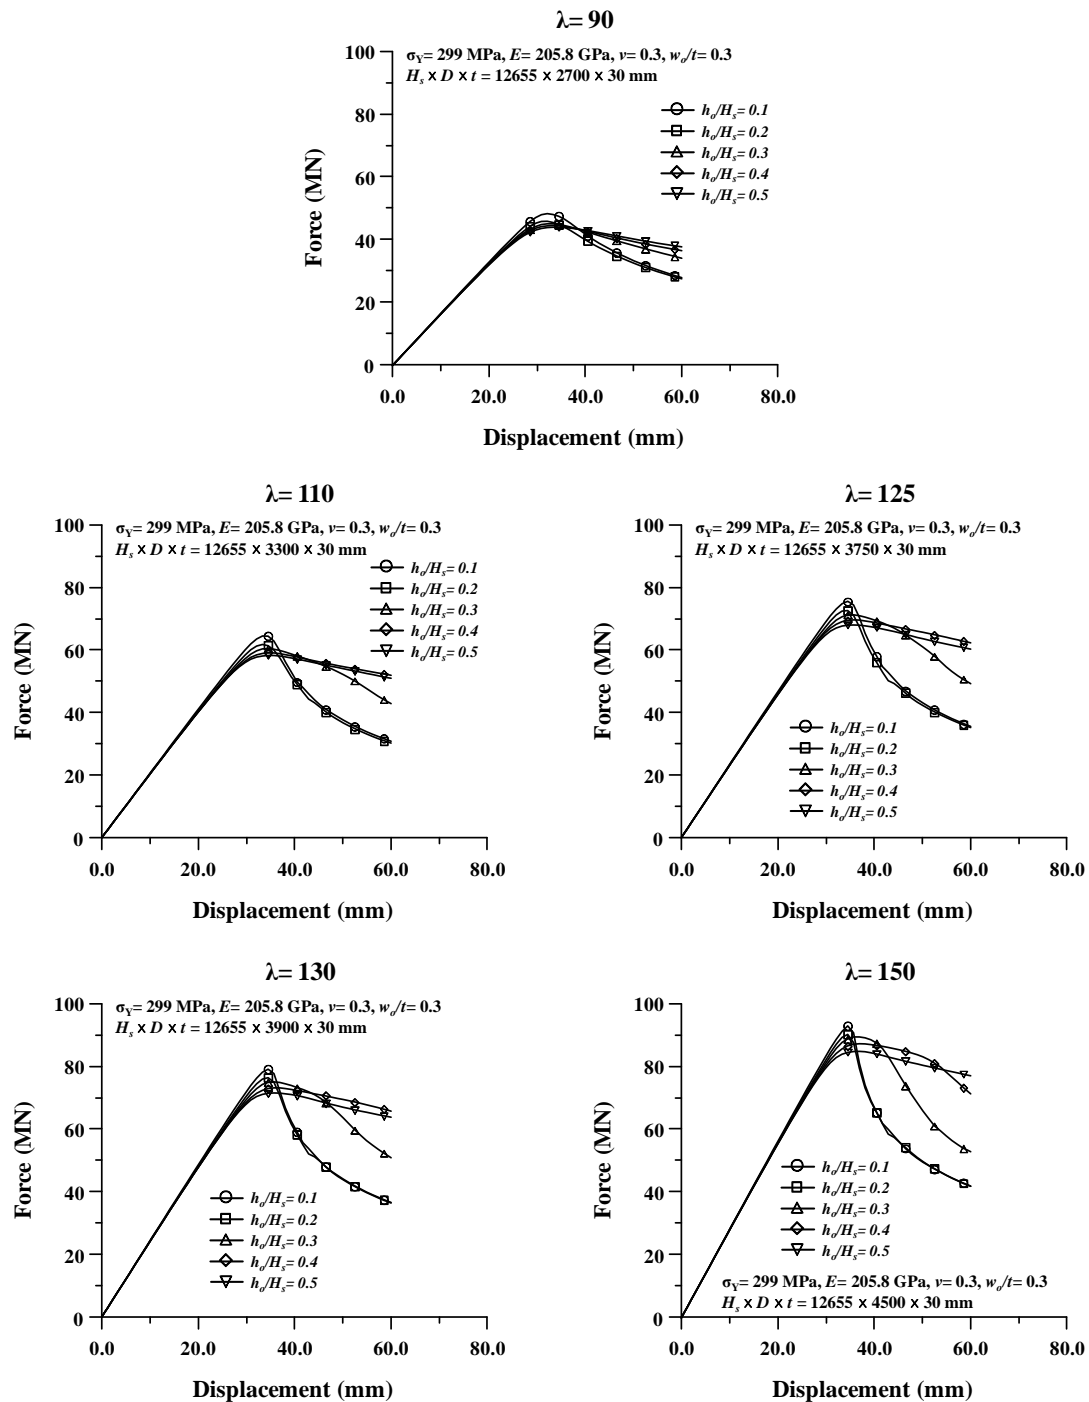 λ= 90
σY= 299 MPa, E= 205.8 GPa, ν= 0.3, wo/t= 0.3
Hs x D x t = 12655 x 2700 x 30 mm
ho/Hs= 0.1
ho/Hs= 0.2
ho/Hs= 0.3
ho/Hs= 0.4
ho/Hs= 0.5
100
80
60
40
20
0
Force (MN)
0.0 20.0 40.0 60.0 80.0
Displacement (mm)
λ= 110
σY= 299 MPa, E= 205.8 GPa, ν= 0.3, wo/t= 0.3
Hs x D x t = 12655 x 3300 x 30 mm
ho/Hs= 0.1
ho/Hs= 0.2
ho/Hs= 0.3
ho/Hs= 0.4
ho/Hs= 0.5
100
80
60
40
20
0
Force (MN)
0.0 20.0 40.0 60.0 80.0
Displacement (mm)
λ= 125
σY= 299 MPa, E= 205.8 GPa, ν= 0.3, wo/t= 0.3
Hs x D x t = 12655 x 3750 x 30 mm
ho/Hs= 0.1
ho/Hs= 0.2
ho/Hs= 0.3
ho/Hs= 0.4
ho/Hs= 0.5
100
80
60
40
20
0
Force (MN)
0.0 20.0 40.0 60.0 80.0
Displacement (mm)
λ= 130
σY= 299 MPa, E= 205.8 GPa, ν= 0.3, wo/t= 0.3
Hs x D x t = 12655 x 3900 x 30 mm
ho/Hs= 0.1
ho/Hs= 0.2
ho/Hs= 0.3
ho/Hs= 0.4
ho/Hs= 0.5
100
80
60
40
20
0
Force (MN)
0.0 20.0 40.0 60.0 80.0
Displacement (mm)
λ= 150
ho/Hs= 0.1
ho/Hs= 0.2
ho/Hs= 0.3
ho/Hs= 0.4
ho/Hs= 0.5
σY= 299 MPa, E= 205.8 GPa, ν= 0.3, wo/t= 0.3
Hs x D x t = 12655 x 4500 x 30 mm
100
80
60
40
20
0
Force (MN)
0.0 20.0 40.0 60.0 80.0
Displacement (mm)